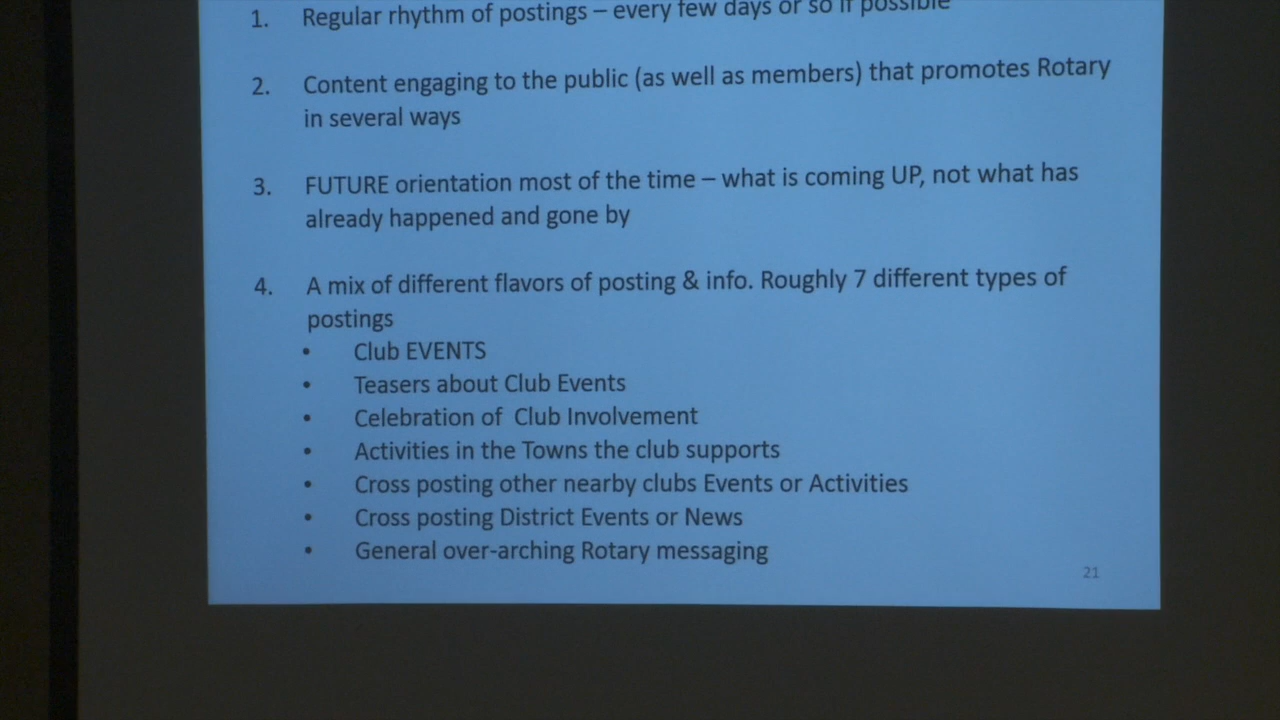 1. Regular rhythm of postings – every few days or so if possible
2. Content engaging to the public (as well as members) that promotes Rotary
in several ways
3. FUTURE orientation most of the time – what is coming UP, not what has
already happened and gone by
4. A mix of different flavors of posting & info. Roughly 7 different types of
postings
• Club EVENTS
• Teasers about Club Events
• Celebration of Club Involvement
• Activities in the Towns the club supports
• Cross posting other nearby clubs Events or Activities
• Cross posting District Events or News
• General over-arching Rotary messaging
21